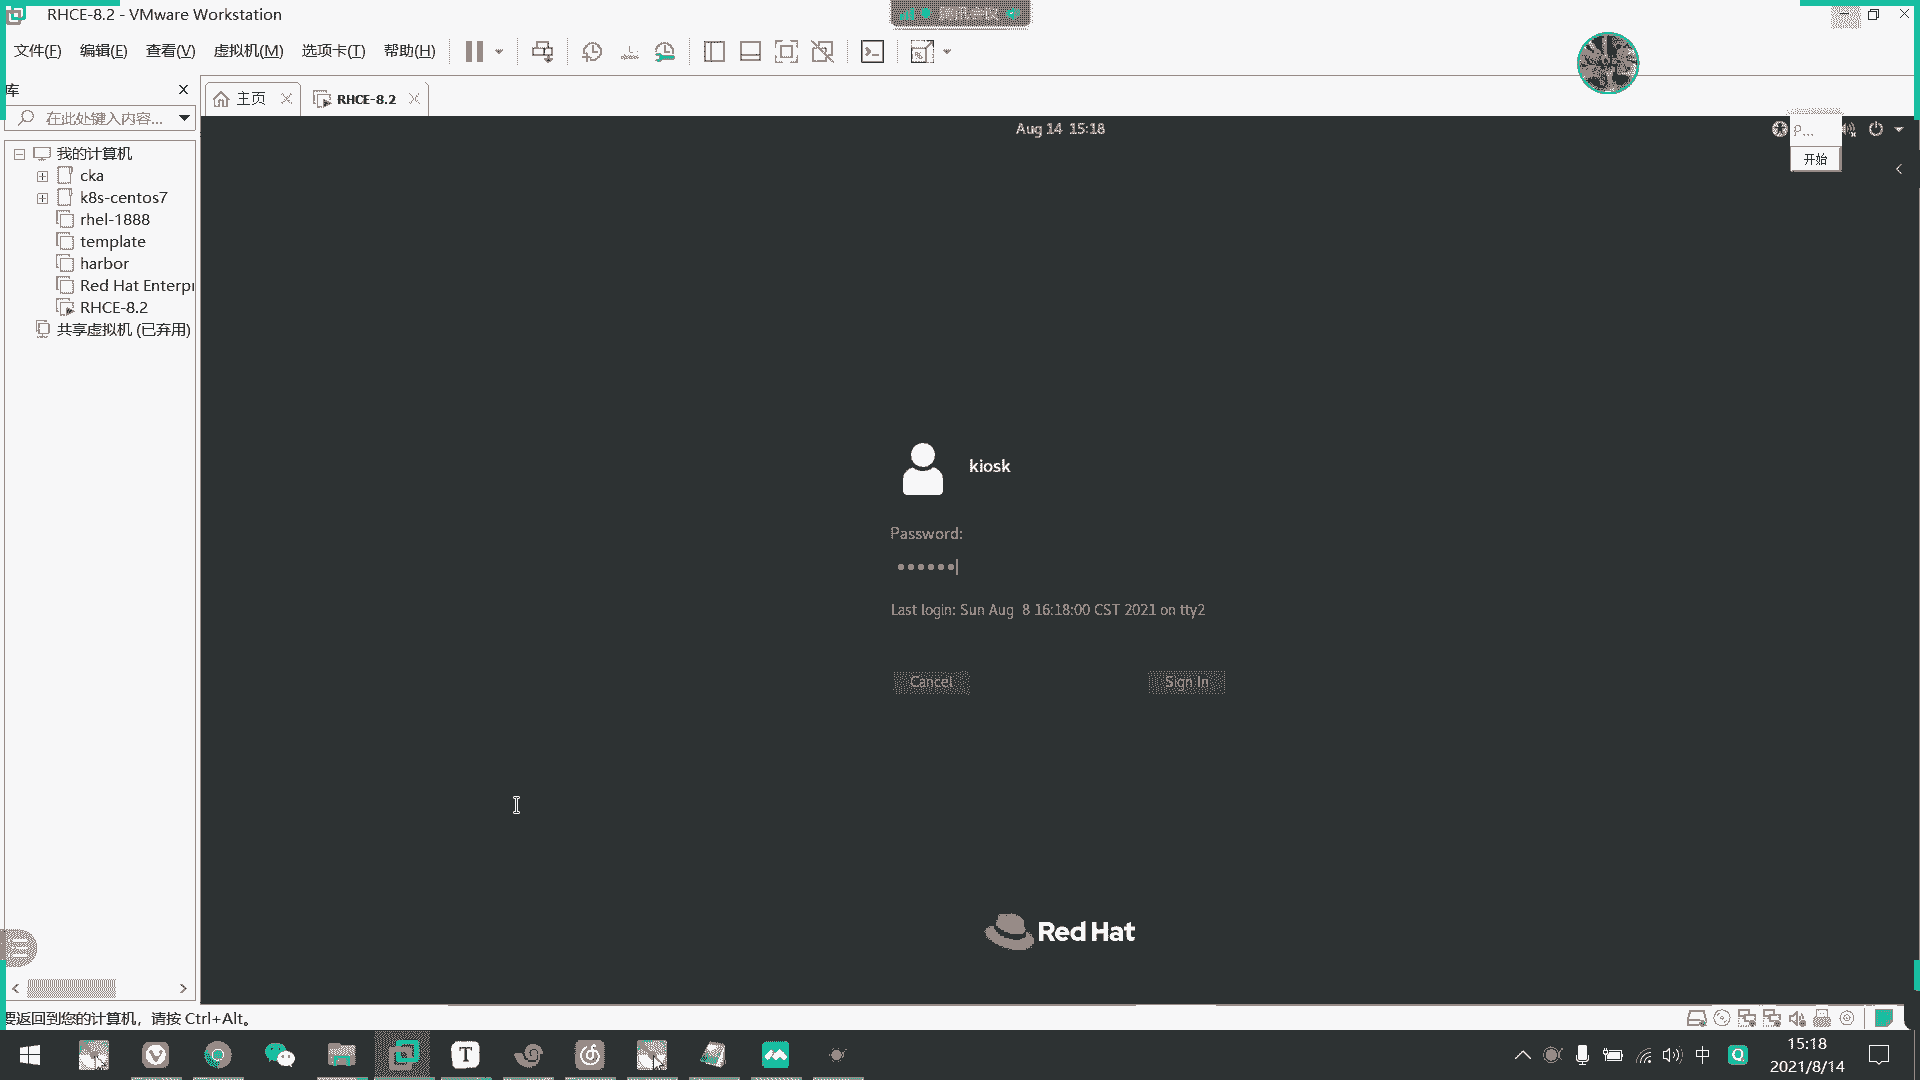 RHCE-8.2 - VMware Workstation
腾讯会议
文件(F) 编辑(E) 查看(V) 虚拟机(M) 选项卡(T) 帮助(H)
库
主页
RHCE-8.2
在此处键入内容...
Aug 14 15:18
P...
开始
我的计算机
cka
k8s-centos7
rhel-1888
template
harbor
Red Hat Enterpr
RHCE-8.2
共享虚拟机 (已弃用)
kiosk
Password:
Last login: Sun Aug 8 16:18:00 CST 2021 on tty2
Cancel
Sign In
Red Hat
要返回到您的计算机，请按 Ctrl+Alt。
T
中
Q
15:18
2021/8/14